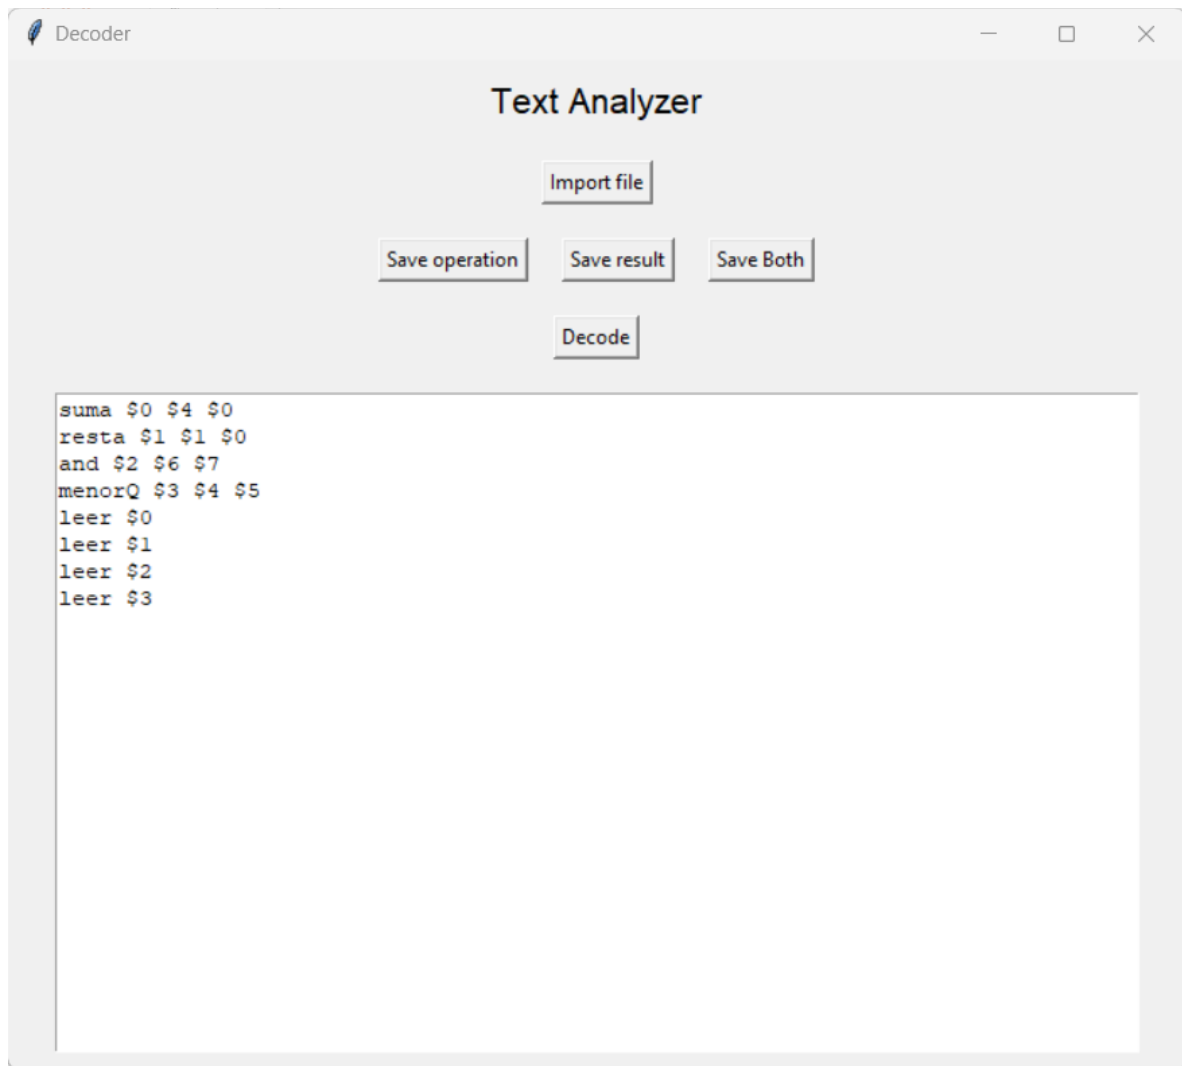 Decoder
Text Analyzer
Import file
Save operation Save result Save Both
Decode
suma $0 $4 $0
resta $1 $1 $0
and $2 $6 $7
menorQ $3 $4 $5
leer $0
leer $1
leer $2
leer $3